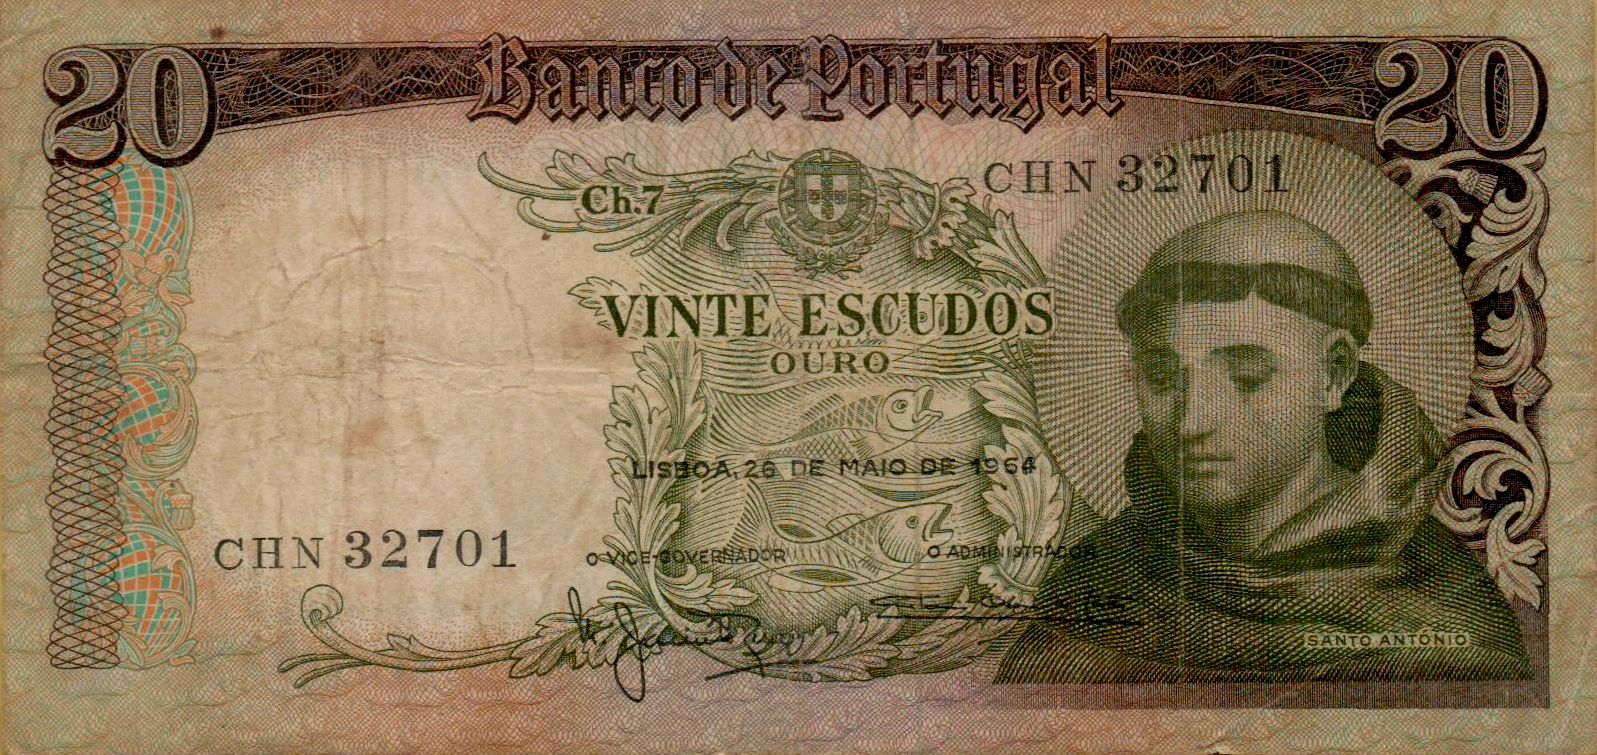 20 Banco de Portugal 20
CHN 32701
Ch.7
VINTE ESCUDOS
OURO
LISBOA, 26 DE MAIO DE 1964
CHN 32701
O VICE-GOVERNADOR
O ADMINISTRADOR
SANTO ANTÓNIO